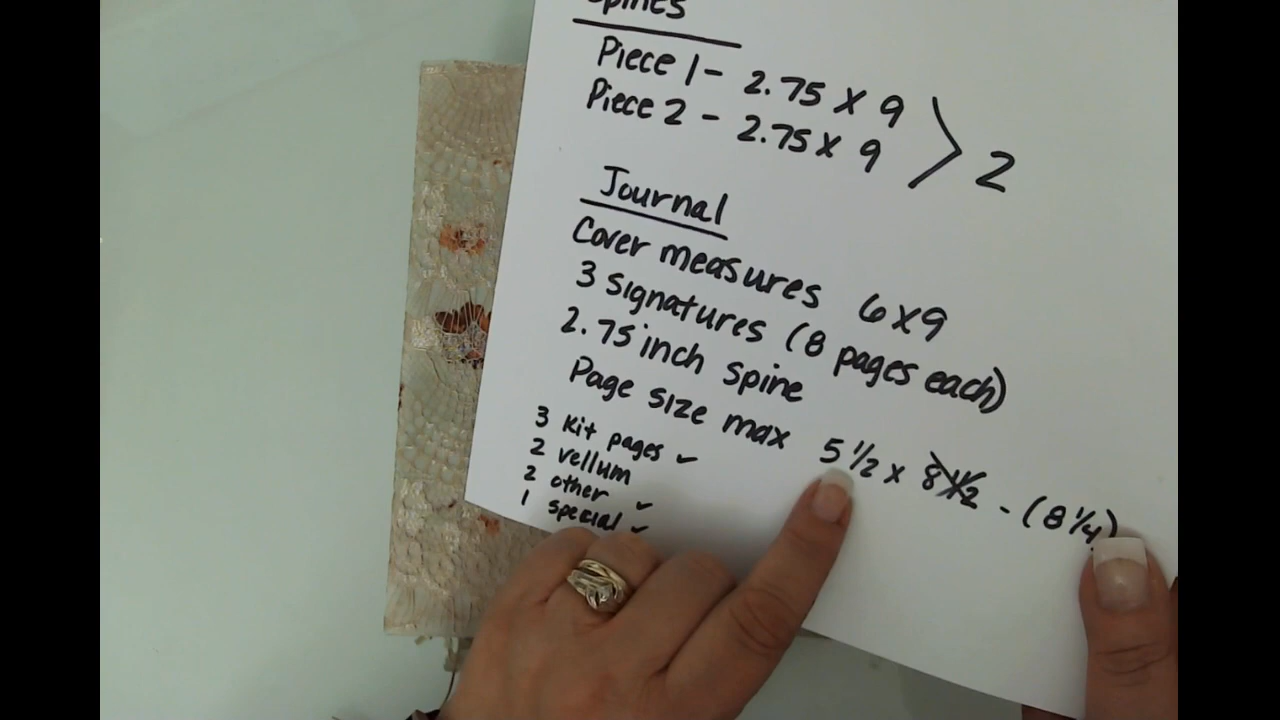 Spines
Piece 1 - 2.75 X 9
Piece 2 - 2.75 X 9 > 2
Journal
Cover measures 6X9
3 signatures (8 pages each)
2.75 inch spine
Page size max 5 1/2 x 8 1/2 - (8 1/4)
3 Kit pages ✓
2 vellum
2 other ✓
1 special ✓